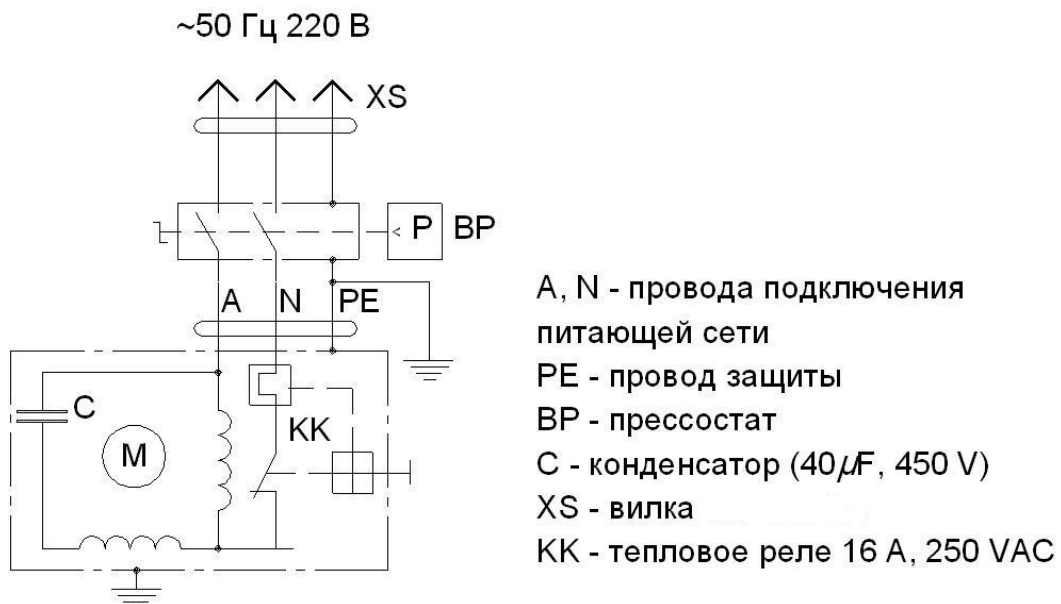 ~50 Гц 220 В
XS
P
BP
A
N
PE
C
M
KK
A, N - провода подключения
питающей сети
PE - провод защиты
BP - прессостат
C - конденсатор (40µF, 450 V)
XS - вилка
KK - тепловое реле 16 A, 250 VAC